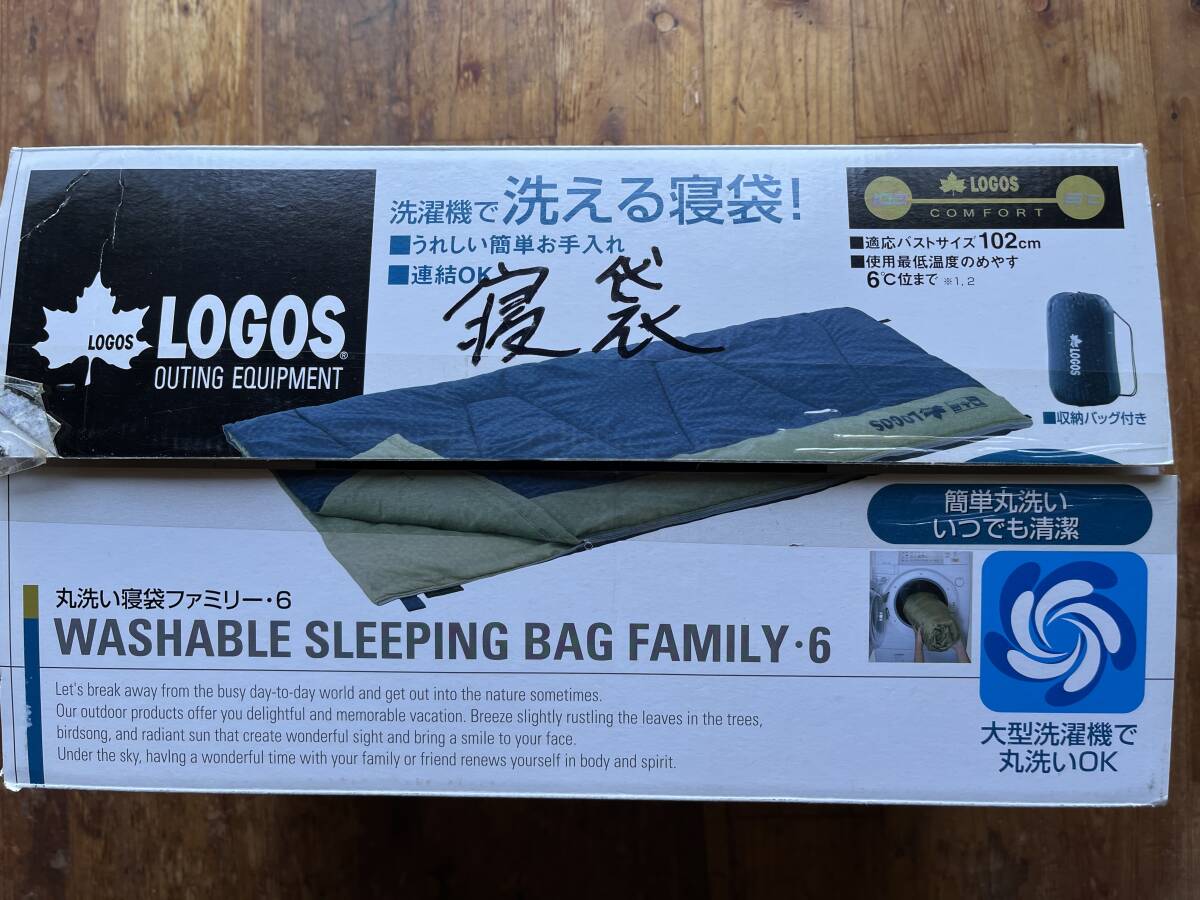 洗濯機で洗える寝袋!
■うれしい簡単お手入れ
■連結OK
寝袋
LOGOS
LOGOS®
OUTING EQUIPMENT
LOGOS
COMFORT
■適応バストサイズ102cm
■使用最低温度のめやす
6℃位まで ※1,2
LOGOS
■収納バッグ付き
LOGOS
簡単丸洗い
いつでも清潔
丸洗い寝袋ファミリー・6
WASHABLE SLEEPING BAG FAMILY・6
Let's break away from the busy day-to-day world and get out into the nature sometimes.
Our outdoor products offer you delightful and memorable vacation. Breeze slightly rustling the leaves in the trees,
birdsong, and radiant sun that create wonderful sight and bring a smile to your face.
Under the sky, having a wonderful time with your family or friend renews yourself in body and spirit.
大型洗濯機で
丸洗いOK